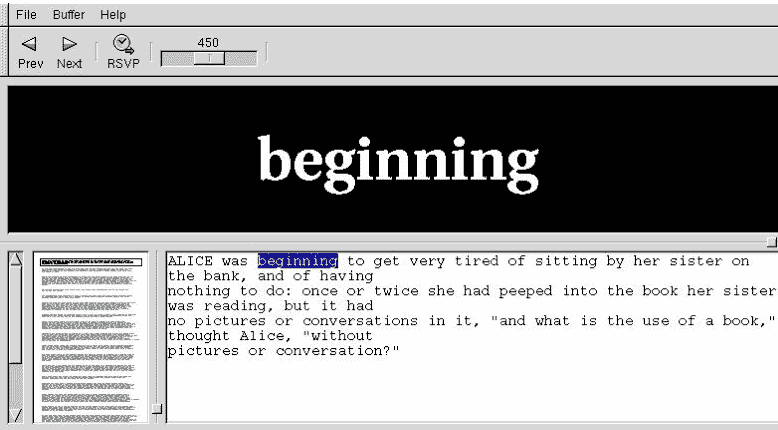 File Buffer Help
450
Prev Next RSVP
beginning
ALICE was beginning to get very tired of sitting by her sister on
the bank, and of having
nothing to do: once or twice she had peeped into the book her sister
was reading, but it had
no pictures or conversations in it, "and what is the use of a book,"
thought Alice, "without
pictures or conversation?"